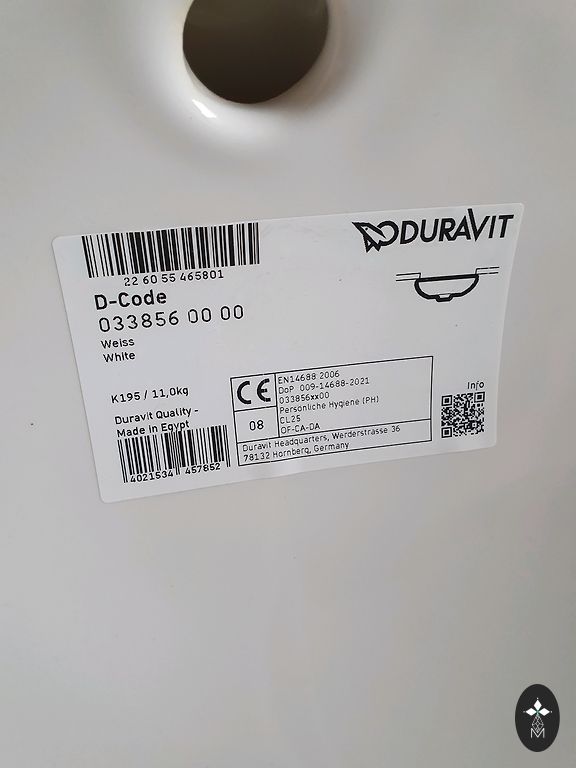 DURAVIT
22 60 55 465801
D-Code
033856 00 00
Weiss
White
K195 / 11,0kg
Duravit Quality -
Made in Egypt
4021534 457852
CE
08
EN14688 2006
DoP 009-14688-2021
033856xx00
Persönliche Hygiene (PH)
CL25
OF-CA-DA
Duravit Headquarters, Werderstrasse 36
78132 Hornberg, Germany
Info
M